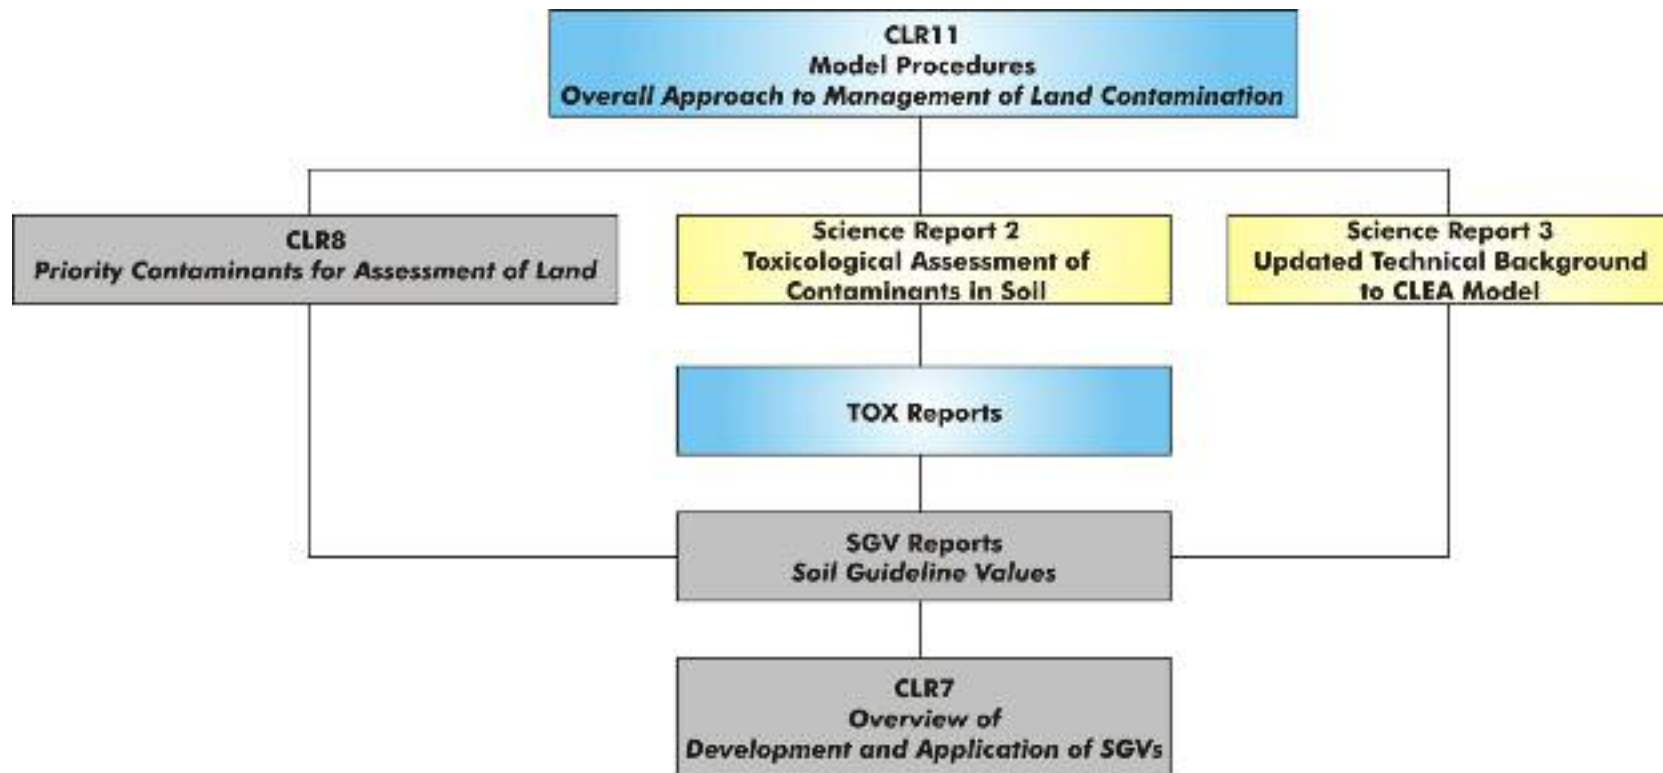 CLR11
Model Procedures
Overall Approach to Management of Land Contamination
CLR8
Priority Contaminants for Assessment of Land
Science Report 2
Toxicological Assessment of
Contaminants in Soil
Science Report 3
Updated Technical Background
to CLEA Model
TOX Reports
SGV Reports
Soil Guideline Values
CLR7
Overview of
Development and Application of SGVs